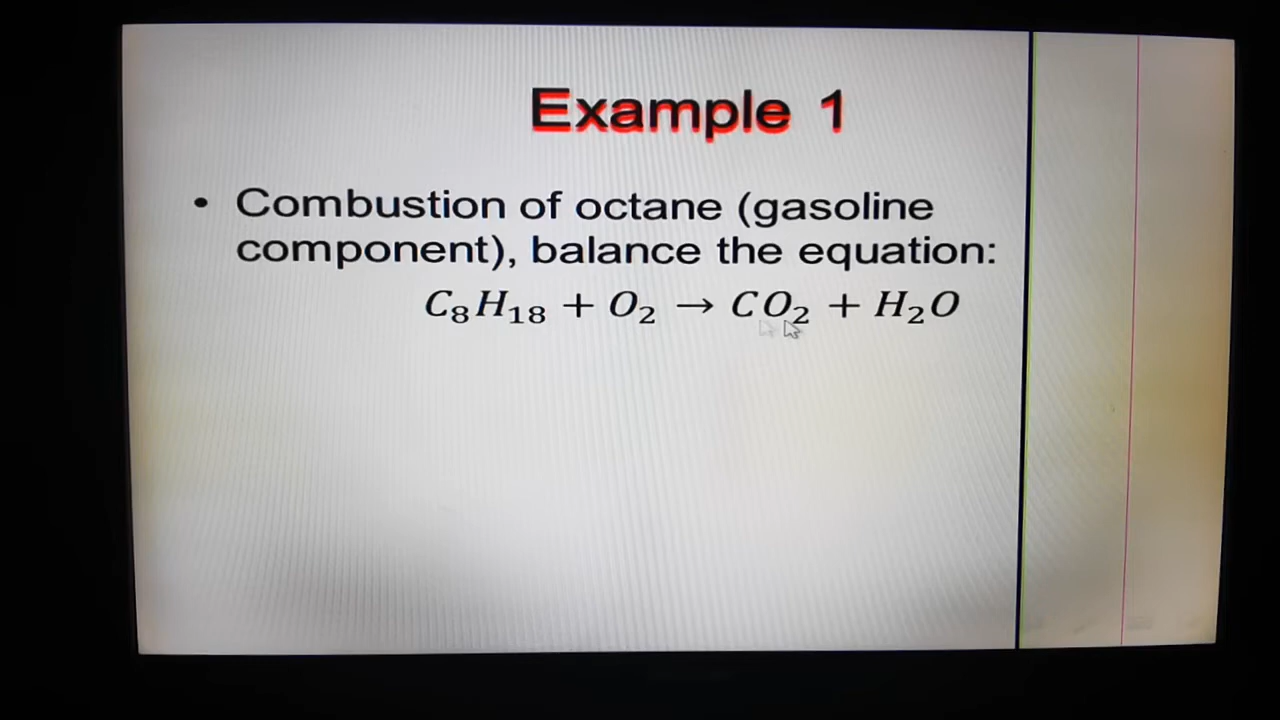 Example 1
• Combustion of octane (gasoline
component), balance the equation:
C₈H₁₈ + O₂ → CO₂ + H₂O